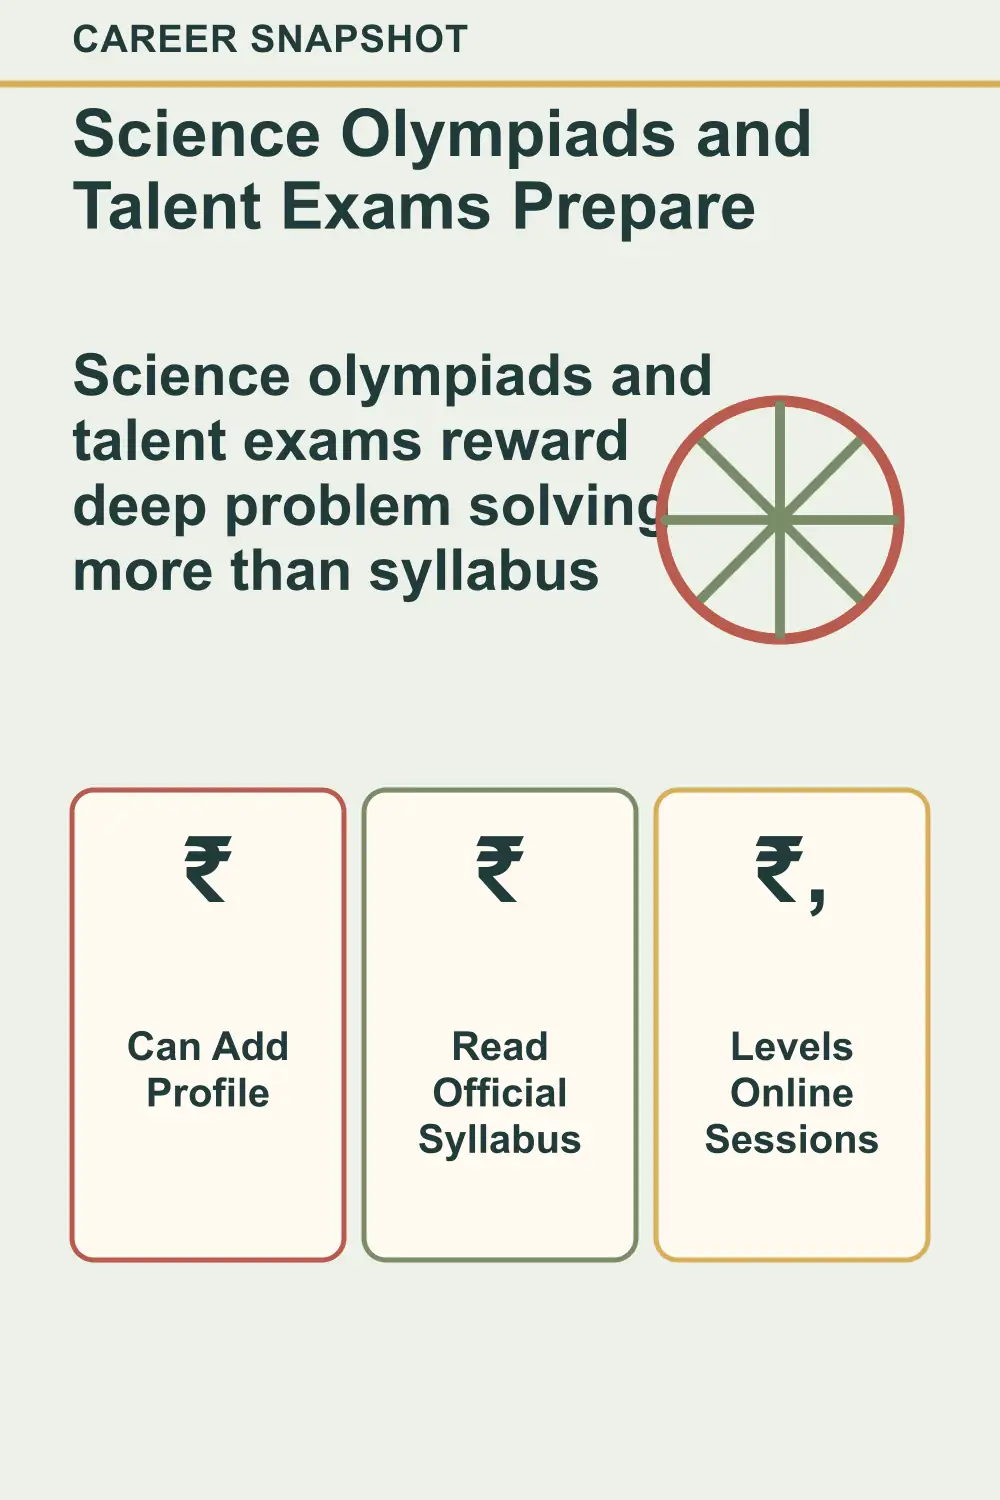 CAREER SNAPSHOT
Science Olympiads and
Talent Exams Prepare
Science olympiads and
talent exams reward
deep problem solving
more than syllabus
₹
Can Add
Profile
₹
Read
Official
Syllabus
₹,
Levels
Online
Sessions